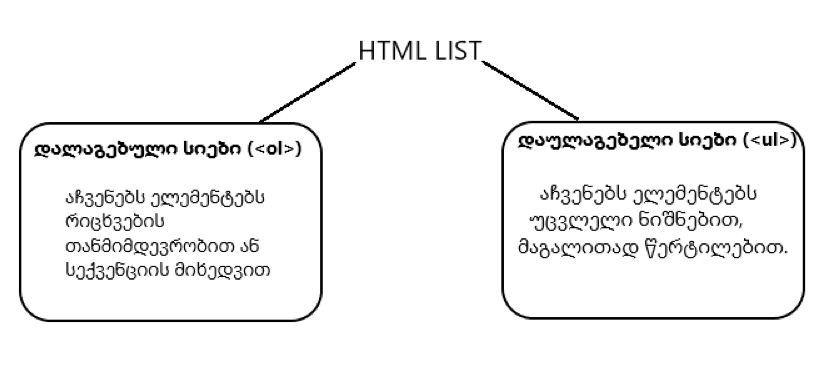 HTML LIST
დალაგებული სიები (<ol>)
აჩვენებს ელემენტებს
რიცხვების
თანმიმდევრობით ან
სექვენციის მიხედვით
დაულაგებელი სიები (<ul>)
აჩვენებს ელემენტებს
უცვლელი ნიშნებით,
მაგალითად წერტილებით.